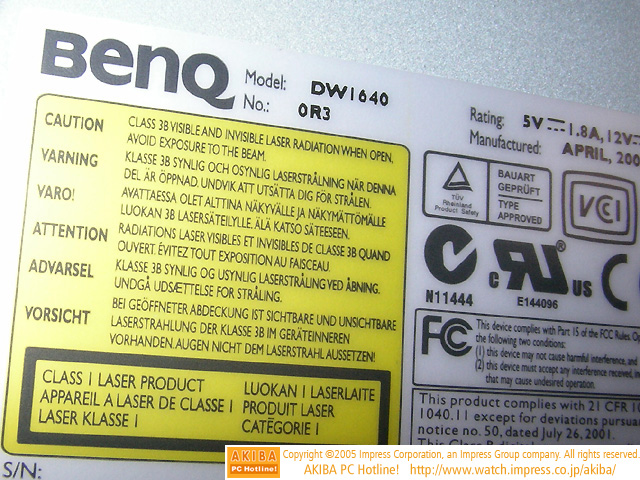 BenQ
Model: DW1640
No.: 0R3
Rating: 5V 1.8A, 12V
Manufactured: APRIL, 200
CAUTION CLASS 3B VISIBLE AND INVISIBLE LASER RADIATION WHEN OPEN,
AVOID EXPOSURE TO THE BEAM.
VARNING KLASSE 3B SYNLIG OCH OSYNLIG LASERSTRÅLNING NÄR DENNA
DEL ÄR ÖPPNAD. UNDVIK ATT UTSÄTTA DIG FÖR STRÅLEN.
VARO! AVATTAESSA OLET ALTTINA NÄKYVÄLLE JA NÄKYMÄTTÖMÄLLE
LUOKAN 3B LASERSÄTEILYLLE. ÄLÄ KATSO SÄTEESEEN.
ATTENTION RADIATIONS LASER VISIBLES ET INVISIBLES DE CLASSE 3B QUAND
OUVERT. ÉVITEZ TOUT EXPOSITION AU FAISCEAU.
ADVARSEL KLASSE 3B SYNLIG OG USYNLIG LASERSTRÅLING VED ÅBNING.
UNDGÅ UDSÆTTELSE FOR STRÅLING.
VORSICHT BEI GEÖFFNETER ABDECKUNG IST SICHTBARE UND UNSICHTBARE
LASERSTRAHLUNG DER KLASSE 3B IM GERÄTEINNEREN
VORHANDEN. AUGEN NICHT DEM LASERSTRAHL AUSSETZEN!
CLASS 1 LASER PRODUCT
APPAREIL A LASER DE CLASSE 1
LASER KLASSE 1
LUOKAN 1 LASERLAITE
PRODUIT LASER
CATÉGORIE 1
S/N:
TÜV
Rheinland
Product Safety
BAUART
GEPRÜFT
TYPE
APPROVED
VCI
N11444
c RU ® US
E144096
CE
FC
This device complies with Part 15 of the FCC Rules. Op
the following two conditions:
(1) this device may not cause harmful interference, and
(2) this device must accept any interference received, in
that may cause undesired operation.
This product complies with 21 CFR 10
1040.11 except for deviations pursua
notice no. 50, dated July 26, 2001.
This Class B digital
AKIBA
PC Hotline!
Copyright ©2005 Impress Corporation, an Impress Group company. All rights reserved.
AKIBA PC Hotline! http://www.watch.impress.co.jp/akiba/